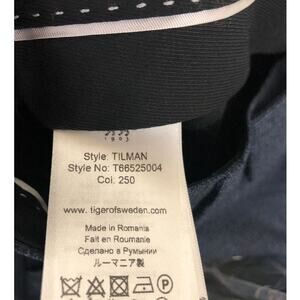 1903
Style: TILMAN
Style No: T66525004
Col: 250
www.tigerofsweden.com
Made in Romania
Fait en Roumanie
Сделано в Румынии
ルーマニア製